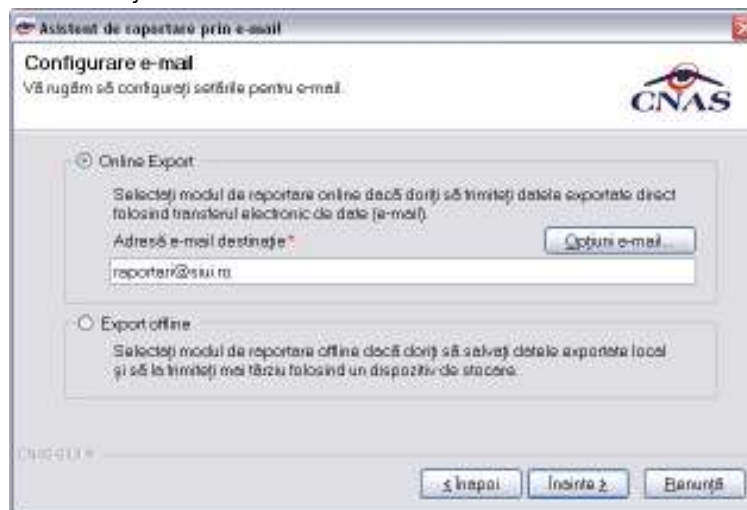 Asistent de raportare prin e-mail
Configurare e-mail
Vă rugăm să configurați setările pentru e-mail.
CNAS
Online Export
Selectați modul de raportare online dacă doriți să trimiteți datele exportate direct
folosind transferul electronic de date (e-mail).
Adresă e-mail destinație *
Opțiuni e-mail...
raportari@siui.ro
Export offline
Selectați modul de raportare offline dacă doriți să salvați datele exportate local
și să la trimiteți mai târziu folosind un dispozitiv de stocare.
< Înapoi
Înainte >
Renunță